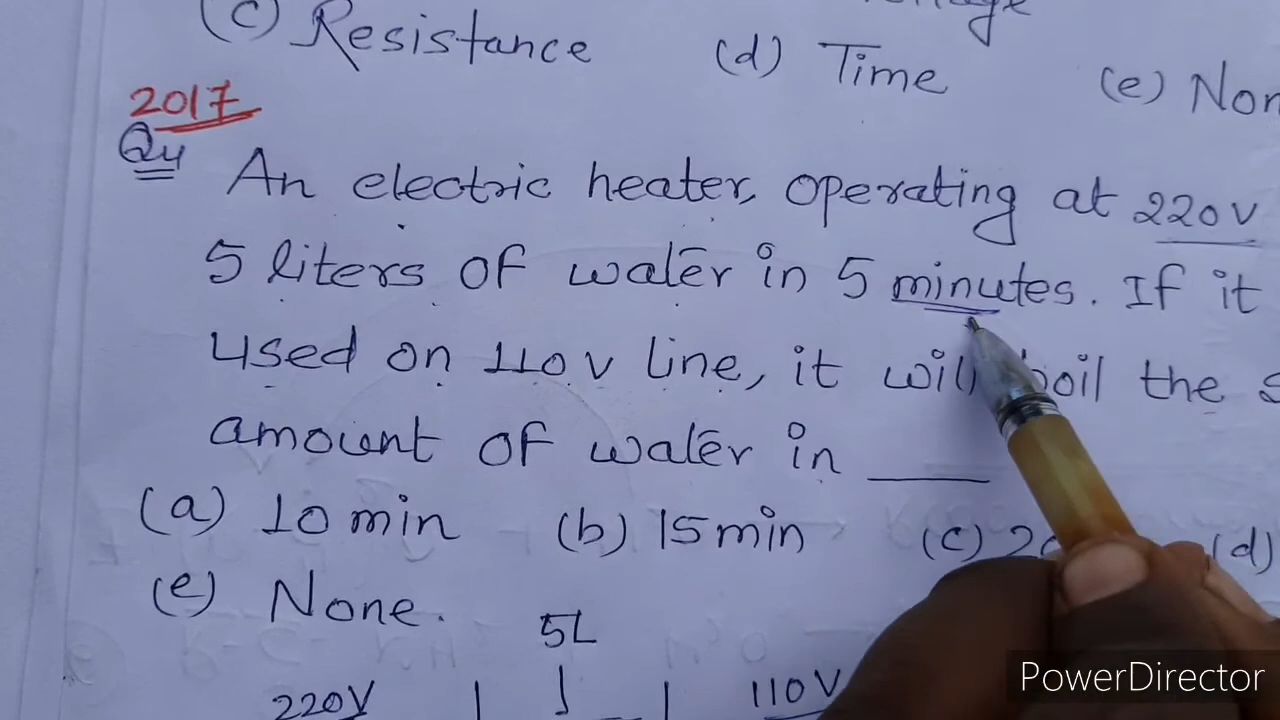 (c) Resistance
(d) Time
(e) Non
2017
Q4 An electric heater, operating at 220V
5 liters of water in 5 minutes. If it
used on 110V line, it will boil the S
amount of water in ____
(a) 10 min (b) 15 min (c) 2 (d)
(e) None.
5L
220V 110V
PowerDirector